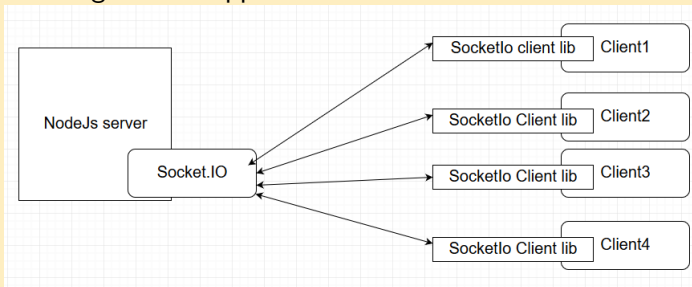 SocketIo client lib
Client1
NodeJs server
SocketIo Client lib
Client2
Socket.IO
SocketIo Client lib
Client3
SocketIo Client lib
Client4